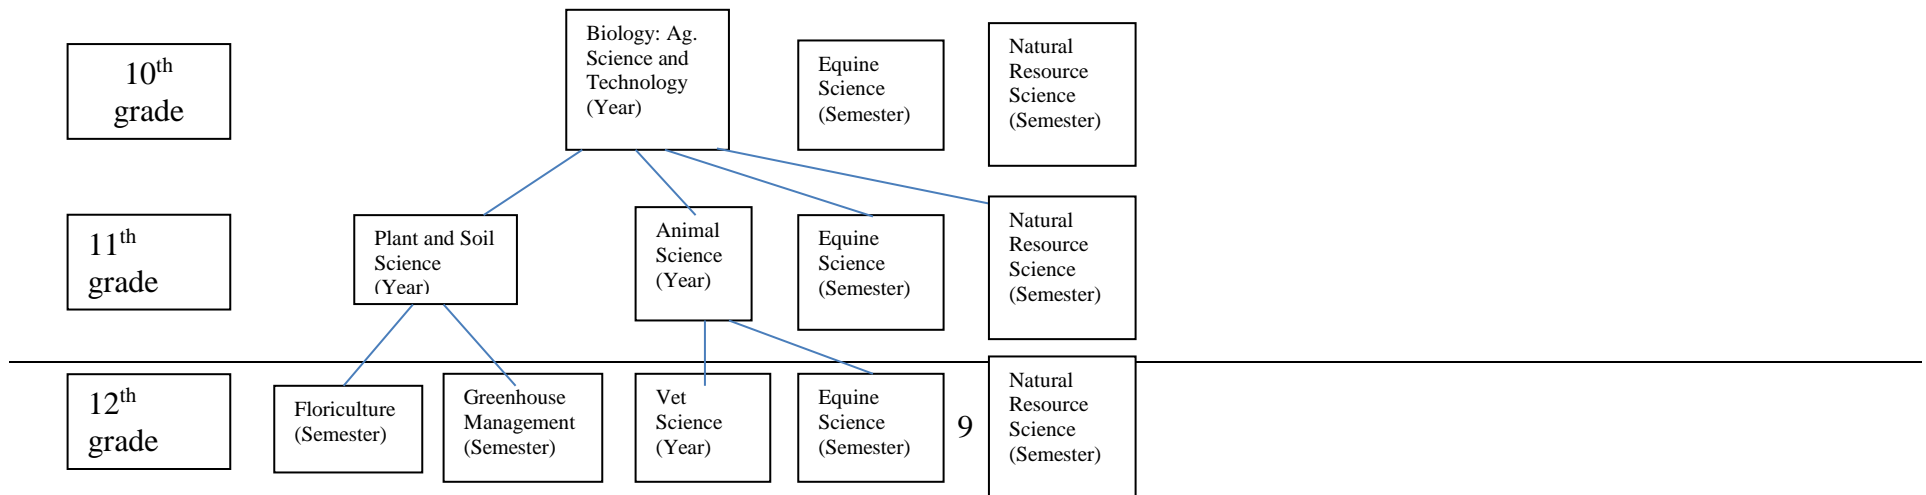 10th
grade
Biology: Ag.
Science and
Technology
(Year)
Equine
Science
(Semester)
Natural
Resource
Science
(Semester)
11th
grade
Plant and Soil
Science
(Year)
Animal
Science
(Year)
Equine
Science
(Semester)
Natural
Resource
Science
(Semester)
12th
grade
Floriculture
(Semester)
Greenhouse
Management
(Semester)
Vet
Science
(Year)
Equine
Science
(Semester)
9
Natural
Resource
Science
(Semester)